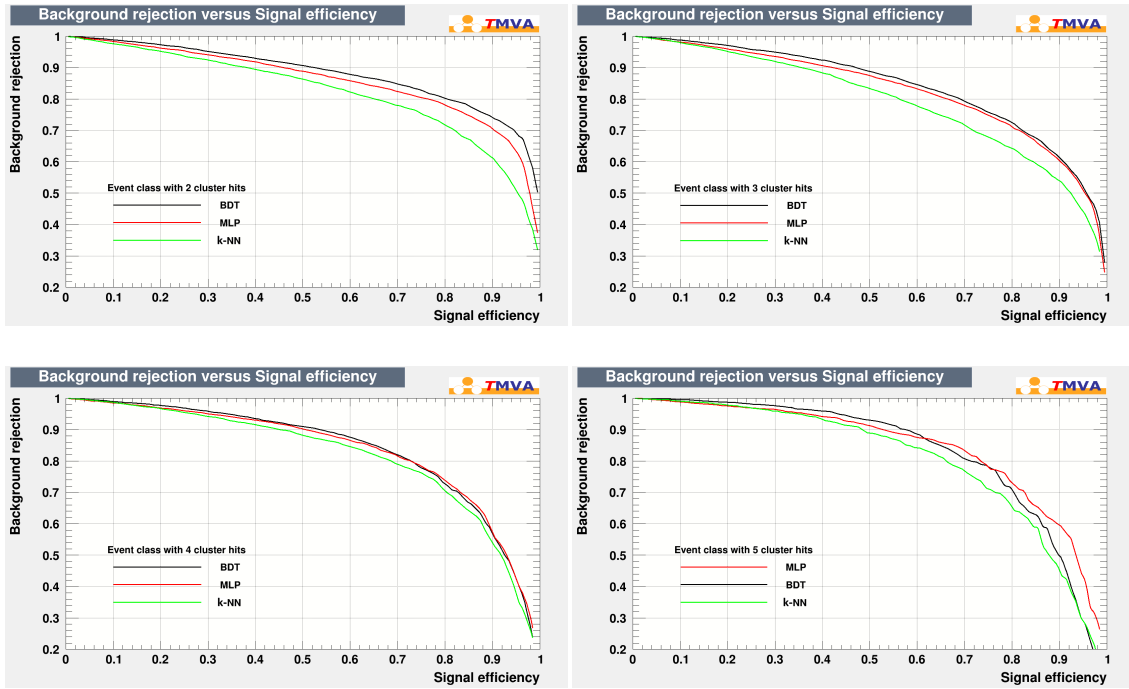 Background rejection versus Signal efficiency
TMVA
Background rejection
1
0.9
0.8
0.7
0.6
0.5
0.4
0.3
0.2
Event class with 2 cluster hits
BDT
MLP
k-NN
0 0.1 0.2 0.3 0.4 0.5 0.6 0.7 0.8 0.9 1
Signal efficiency
Background rejection versus Signal efficiency
TMVA
Background rejection
1
0.9
0.8
0.7
0.6
0.5
0.4
0.3
0.2
Event class with 3 cluster hits
BDT
MLP
k-NN
0 0.1 0.2 0.3 0.4 0.5 0.6 0.7 0.8 0.9 1
Signal efficiency
Background rejection versus Signal efficiency
TMVA
Background rejection
1
0.9
0.8
0.7
0.6
0.5
0.4
0.3
0.2
Event class with 4 cluster hits
BDT
MLP
k-NN
0 0.1 0.2 0.3 0.4 0.5 0.6 0.7 0.8 0.9 1
Signal efficiency
Background rejection versus Signal efficiency
TMVA
Background rejection
1
0.9
0.8
0.7
0.6
0.5
0.4
0.3
0.2
Event class with 5 cluster hits
MLP
BDT
k-NN
0 0.1 0.2 0.3 0.4 0.5 0.6 0.7 0.8 0.9 1
Signal efficiency